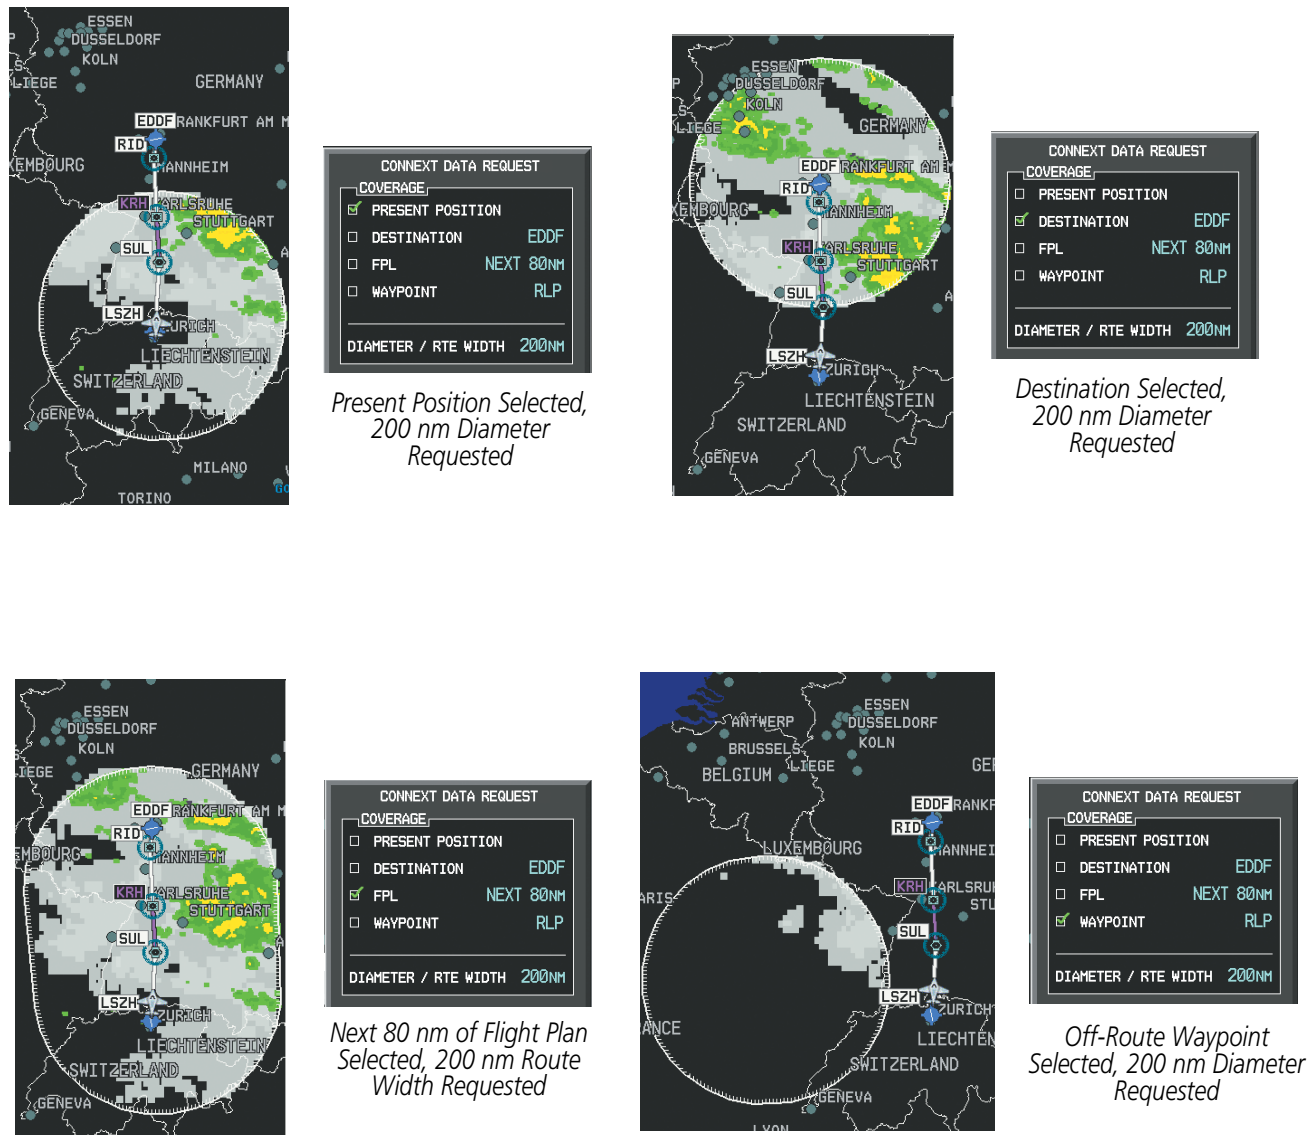 ESSEN
DUSSELDORF
KOLN
LIEGE
GERMANY
EDDF RANKFURT AM M
RID
MANNHEIM
XEMBOURG
KRH ARLSRUHE
STUTTGART
SUL
LSZH
ZURICH
LIECHTENSTEIN
SWITZERLAND
GENEVA
MILANO
GO
TORINO
CONNEXT DATA REQUEST
COVERAGE
PRESENT POSITION
DESTINATION EDDF
FPL NEXT 80NM
WAYPOINT RLP
DIAMETER / RTE WIDTH 200NM
Present Position Selected,
200 nm Diameter
Requested
ESSEN
DUSSELDORF
KOLN
LIEGE
GERMANY
EDDF RANKFURT AM M
RID
MANNHEIM
XEMBOURG
KRH ARLSRUHE
STUTTGART
SUL
LSZH
ZURICH
LIECHTENSTEIN
SWITZERLAND
GENEVA
CONNEXT DATA REQUEST
COVERAGE
PRESENT POSITION
DESTINATION EDDF
FPL NEXT 80NM
WAYPOINT RLP
DIAMETER / RTE WIDTH 200NM
Destination Selected,
200 nm Diameter
Requested
ESSEN
DUSSELDORF
KOLN
IEGE
GERMANY
EDDF RANKFURT AM M
RID
MANNHEIM
EMBOURG
KRH ARLSRUHE
STUTTGART
SUL
LSZH
ZURICH
LIECHTENSTEIN
SWITZERLAND
GENEVA
CONNEXT DATA REQUEST
COVERAGE
PRESENT POSITION
DESTINATION EDDF
FPL NEXT 80NM
WAYPOINT RLP
DIAMETER / RTE WIDTH 200NM
Next 80 nm of Flight Plan
Selected, 200 nm Route
Width Requested
ESSEN
ANTWERP
DUSSELDORF
BRUSSELS
KOLN
BELGIUM
LIEGE
GE
EDDF RANKF
RID
LUXEMBOURG
ANNHEI
KRH ARLSRU
ARIS
STU
SUL
LSZH
ZURICH
ANCE
LIECHTEN
SWITZERLAND
GENEVA
LYON
CONNEXT DATA REQUEST
COVERAGE
PRESENT POSITION
DESTINATION EDDF
FPL NEXT 80NM
WAYPOINT RLP
DIAMETER / RTE WIDTH 200NM
Off-Route Waypoint
Selected, 200 nm Diameter
Requested